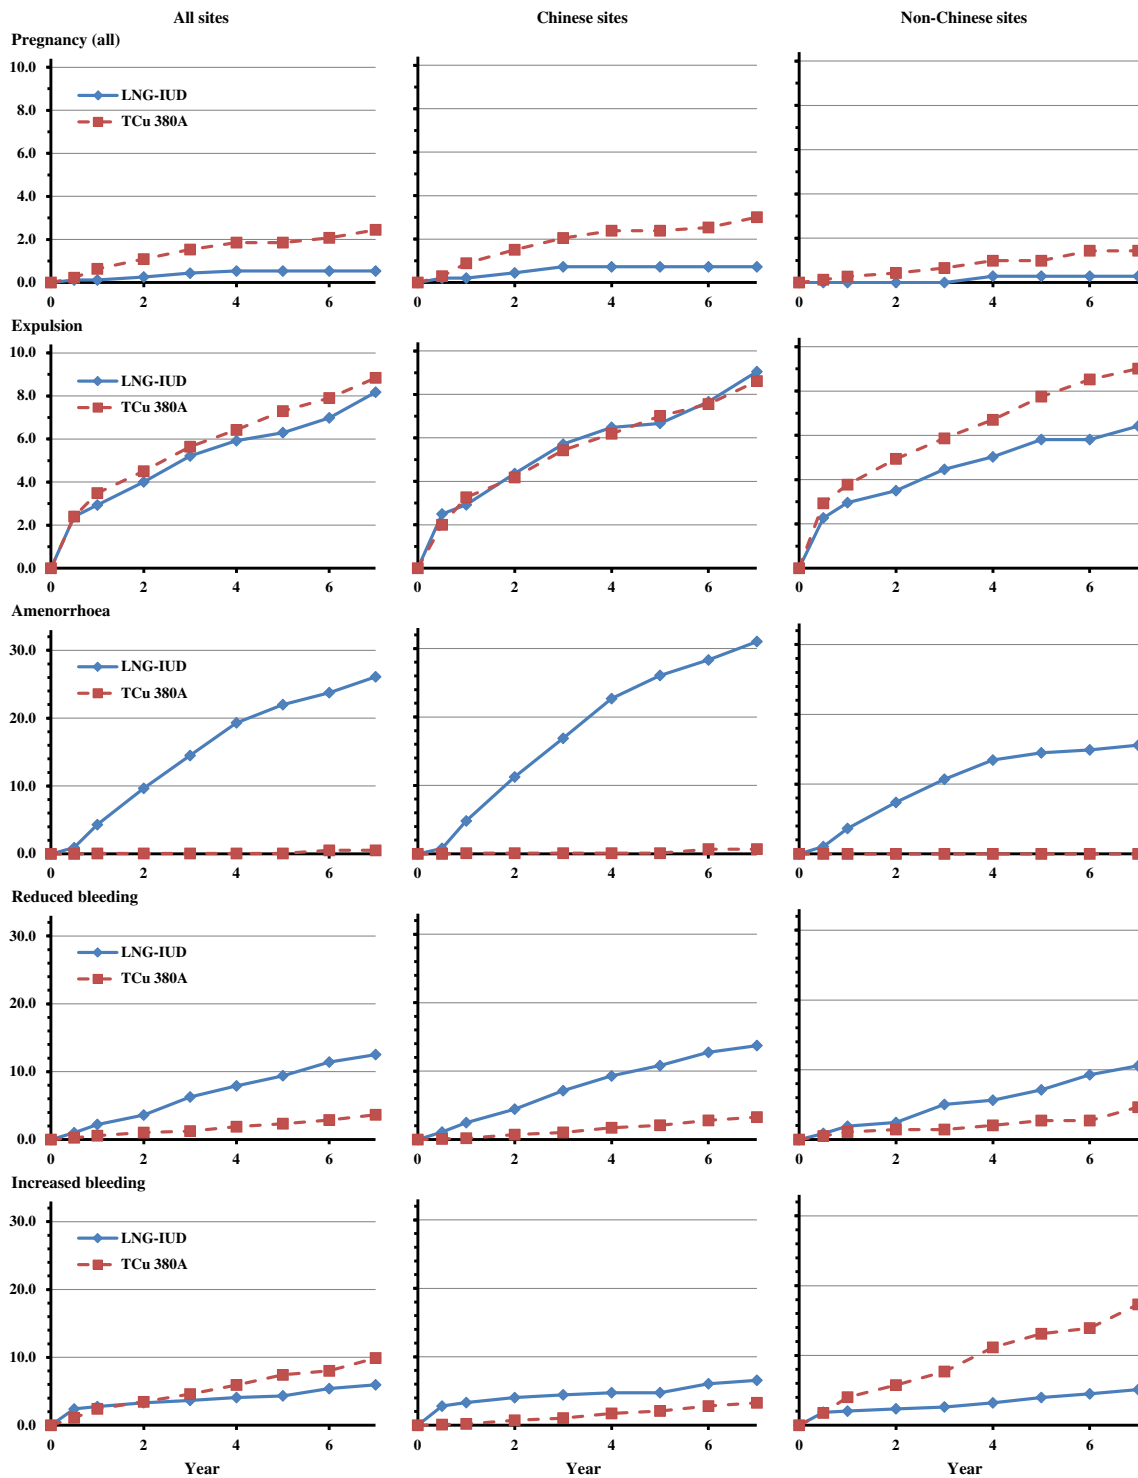 All sites Chinese sites Non-Chinese sites
Pregnancy (all)
10.0
8.0
6.0
4.0
2.0
0.0
LNG-IUD
TCu 380A
0 2 4 6 0 2 4 6 0 2 4 6
Expulsion
10.0
8.0
6.0
4.0
2.0
0.0
LNG-IUD
TCu 380A
0 2 4 6 0 2 4 6 0 2 4 6
Amenorrhoea
30.0
20.0
10.0
0.0
LNG-IUD
TCu 380A
0 2 4 6 0 2 4 6 0 2 4 6
Reduced bleeding
30.0
20.0
10.0
0.0
LNG-IUD
TCu 380A
0 2 4 6 0 2 4 6 0 2 4 6
Increased bleeding
30.0
20.0
10.0
0.0
LNG-IUD
TCu 380A
0 2 4 6 0 2 4 6 0 2 4 6
Year Year Year